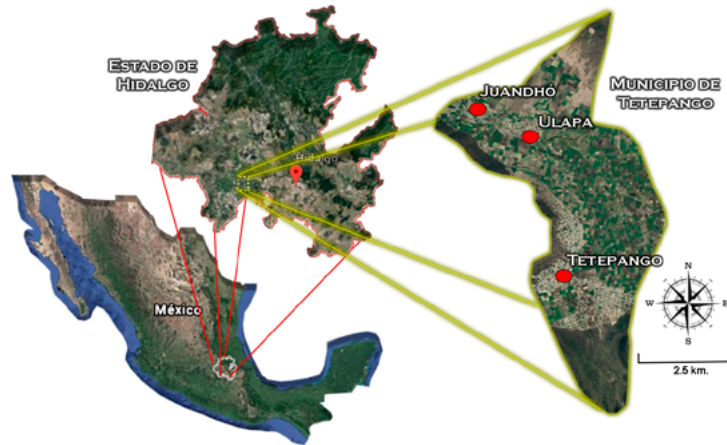 ESTADO DE
HIDALGO
Hidalgo
JUANDHÓ
ULAPA
MUNICIPIO DE
TETEPANGO
TETEPANGO
México
N
W
E
S
2.5 km.